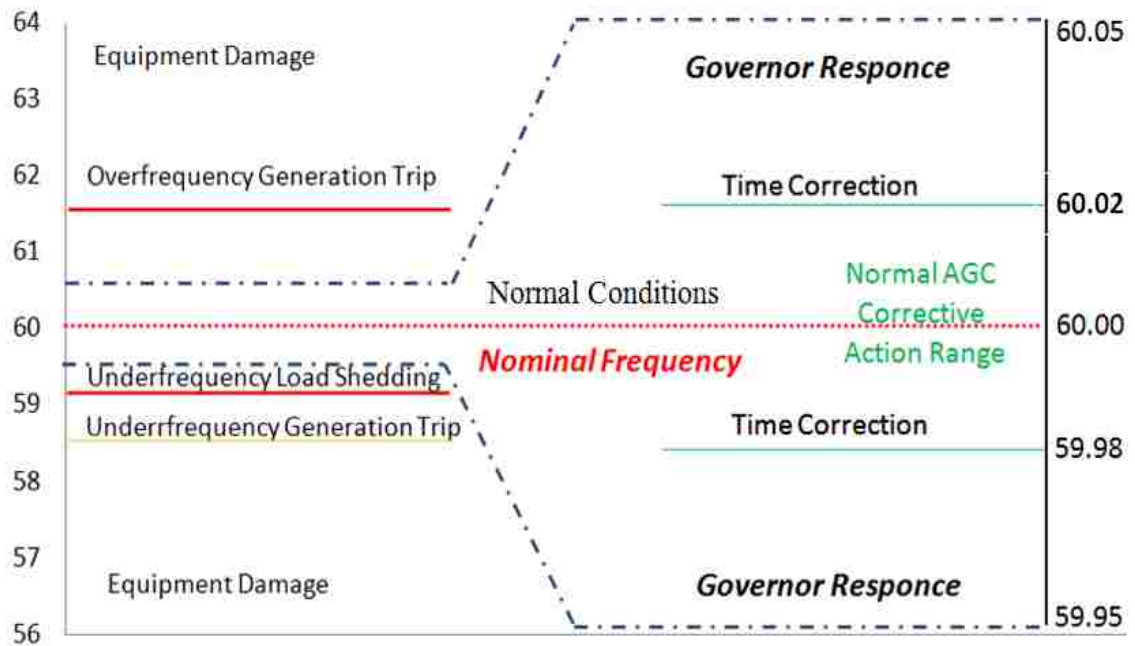 64
60.05
Equipment Damage
Governor Responce
63
62
Overfrequency Generation Trip
Time Correction
60.02
61
Normal AGC
Normal Conditions
Corrective
60
60.00
Nominal Frequency
Action Range
Underfrequency Load Shedding
59
Underrfrequency Generation Trip
Time Correction
59.98
58
57
Equipment Damage
Governor Responce
59.95
56